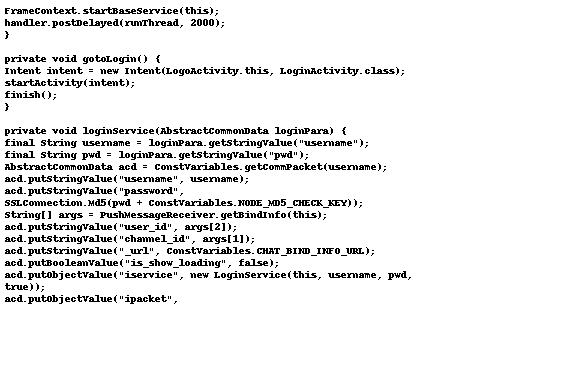 FrameContext.startBaseService(this);
handler.postDelayed(runThread, 2000);
}
private void gotoLogin() {
Intent intent = new Intent(LogoActivity.this, LoginActivity.class);
startActivity(intent);
finish();
}
private void loginService(AbstractCommonData loginPara) {
final String username = loginPara.getStringValue("username");
final String pwd = loginPara.getStringValue("pwd");
AbstractCommonData acd = ConstVariables.getCommPacket(username);
acd.putStringValue("username", username);
acd.putStringValue("password",
SSLConnection.Md5(pwd + ConstVariables.NODE_MD5_CHECK_KEY));
String[] args = PushMessageReceiver.getBindInfo(this);
acd.putStringValue("user_id", args[2]);
acd.putStringValue("channel_id", args[1]);
acd.putStringValue("_url", ConstVariables.CHAT_BIND_INFO_URL);
acd.putBooleanValue("is_show_loading", false);
acd.putObjectValue("iservice", new LoginService(this, username, pwd,
true));
acd.putObjectValue("ipacket",